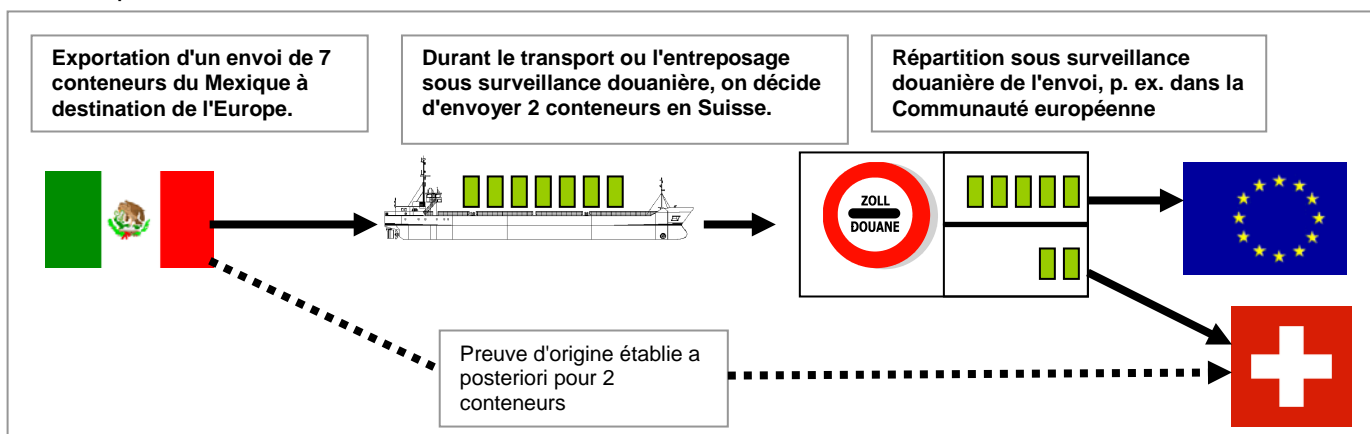 Exportation d'un envoi de 7
conteneurs du Mexique à
destination de l'Europe.
Durant le transport ou l'entreposage
sous surveillance douanière, on décide
d'envoyer 2 conteneurs en Suisse.
Répartition sous surveillance
douanière de l'envoi, p. ex. dans la
Communauté européenne
ZOLL
DOUANE
Preuve d'origine établie a
posteriori pour 2
conteneurs